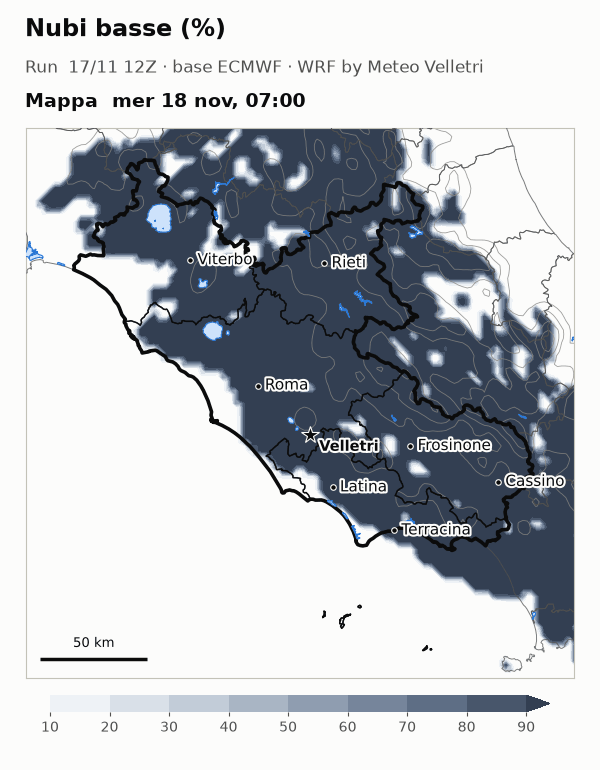 Nubi basse (%)
Run  17/11 12Z · base ECMWF · WRF by Meteo Velletri
Mappa  mer 18 nov, 07:00
Viterbo
Rieti
Roma
Velletri
Frosinone
Cassino
Latina
Terracina
50 km
10 20 30 40 50 60 70 80 90